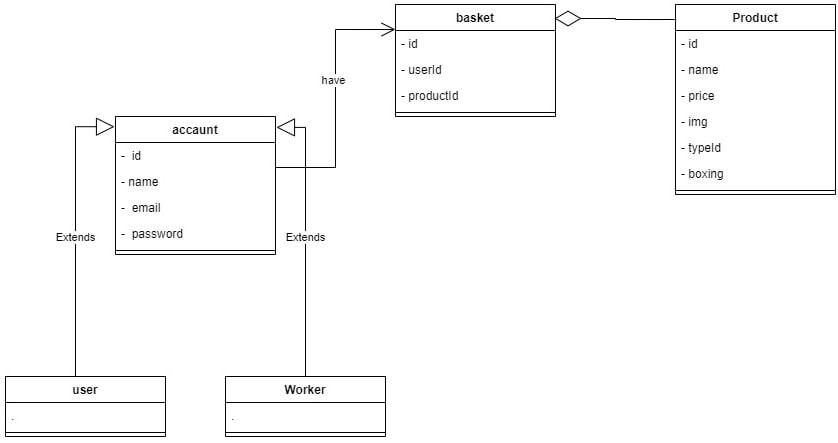 basket
- id
- userId
- productId
Product
- id
- name
- price
- img
- typeId
- boxing
have
accaunt
- id
- name
- email
- password
Extends
Extends
user
.
Worker
.